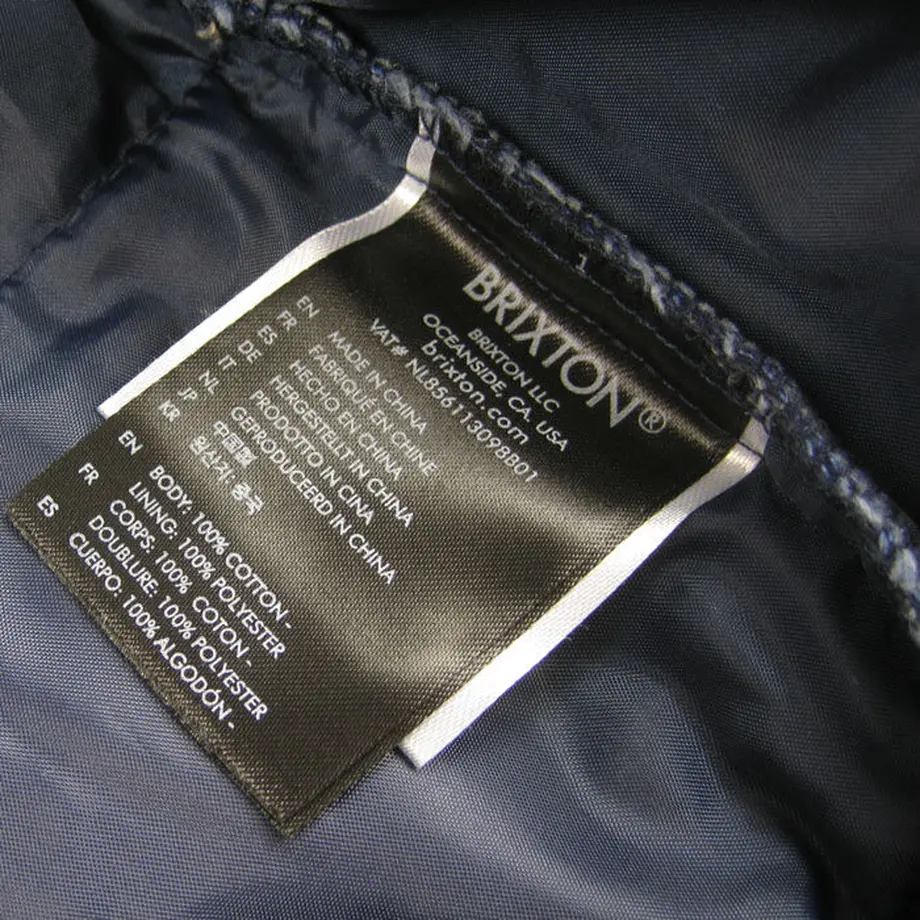 1
BRIXTON®
BRIXTON LLC
OCEANSIDE, CA, USA
brixton.com
VAT# NL856113098B01
EN MADE IN CHINA
FR FABRIQUÉ EN CHINE
ES HECHO EN CHINA
DE HERGESTELLT IN CHINA
IT PRODOTTO IN CINA
NL GEPRODUCEERD IN CHINA
JP 中国製
KR 원산지: 중국
EN BODY: 100% COTTON -
LINING: 100% POLYESTER
FR CORPS: 100% COTON -
DOUBLURE: 100% POLYESTER
ES CUERPO: 100% ALGODÓN -